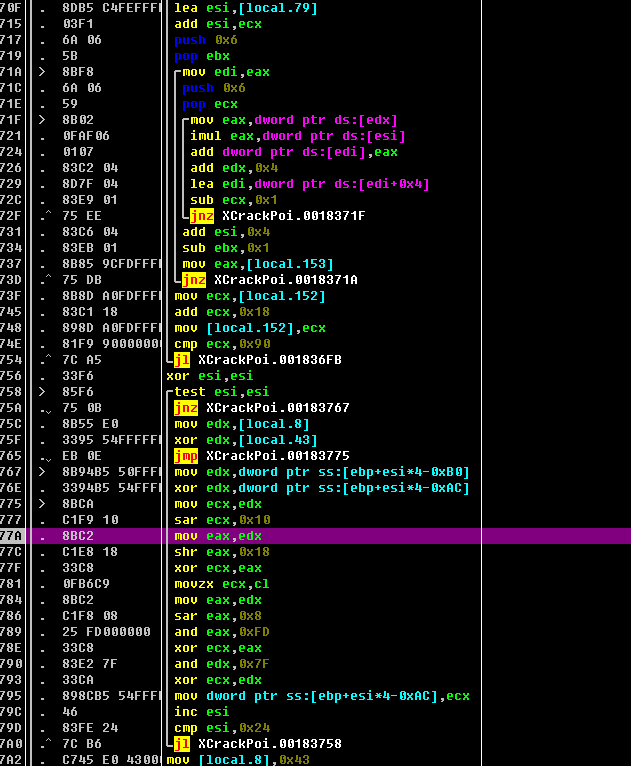 70F . 8DB5 C4FEFFFF lea esi,[local.79]
715 . 03F1 add esi,ecx
717 . 6A 06 push 0x6
719 . 5B pop ebx
71A > 8BF8 mov edi,eax
71C . 6A 06 push 0x6
71E . 59 pop ecx
71F > 8B02 mov eax,dword ptr ds:[edx]
721 . 0FAF06 imul eax,dword ptr ds:[esi]
724 . 0107 add dword ptr ds:[edi],eax
726 . 83C2 04 add edx,0x4
729 . 8D7F 04 lea edi,dword ptr ds:[edi+0x4]
72C . 83E9 01 sub ecx,0x1
72F .^ 75 EE jnz XCrackPoi.0018371F
731 . 83C6 04 add esi,0x4
734 . 83EB 01 sub ebx,0x1
737 . 8B85 9CFDFFFF mov eax,[local.153]
73D .^ 75 DB jnz XCrackPoi.0018371A
73F . 8B8D A0FDFFFF mov ecx,[local.152]
745 . 83C1 18 add ecx,0x18
748 . 898D A0FDFFFF mov [local.152],ecx
74E . 81F9 90000000 cmp ecx,0x90
754 .^ 7C A5 jl XCrackPoi.001836FB
756 . 33F6 xor esi,esi
758 > 85F6 test esi,esi
75A .v 75 0B jnz XCrackPoi.00183767
75C . 8B55 E0 mov edx,[local.8]
75F . 3395 54FFFFFF xor edx,[local.43]
765 .v EB 0E jmp XCrackPoi.00183775
767 > 8B94B5 50FFFF mov edx,dword ptr ss:[ebp+esi*4-0xB0]
76E . 3394B5 54FFFF xor edx,dword ptr ss:[ebp+esi*4-0xAC]
775 > 8BCA mov ecx,edx
777 . C1F9 10 sar ecx,0x10
77A . 8BC2 mov eax,edx
77C . C1E8 18 shr eax,0x18
77F . 33C8 xor ecx,eax
781 . 0FB6C9 movzx ecx,cl
784 . 8BC2 mov eax,edx
786 . C1F8 08 sar eax,0x8
789 . 25 FD000000 and eax,0xFD
78E . 33C8 xor ecx,eax
790 . 83E2 7F and edx,0x7F
793 . 33CA xor ecx,edx
795 . 898CB5 54FFFF mov dword ptr ss:[ebp+esi*4-0xAC],ecx
79C . 46 inc esi
79D . 83FE 24 cmp esi,0x24
7A0 .^ 7C B6 jl XCrackPoi.00183758
7A2 . C745 E0 43000 mov [local.8],0x43